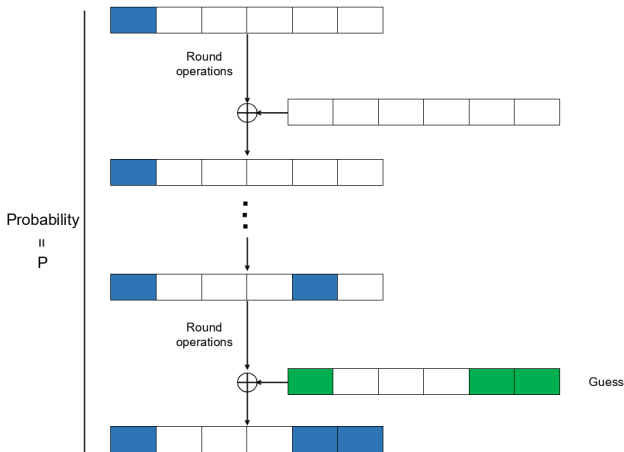 Round
operations
Probability
=
P
Round
operations
Guess